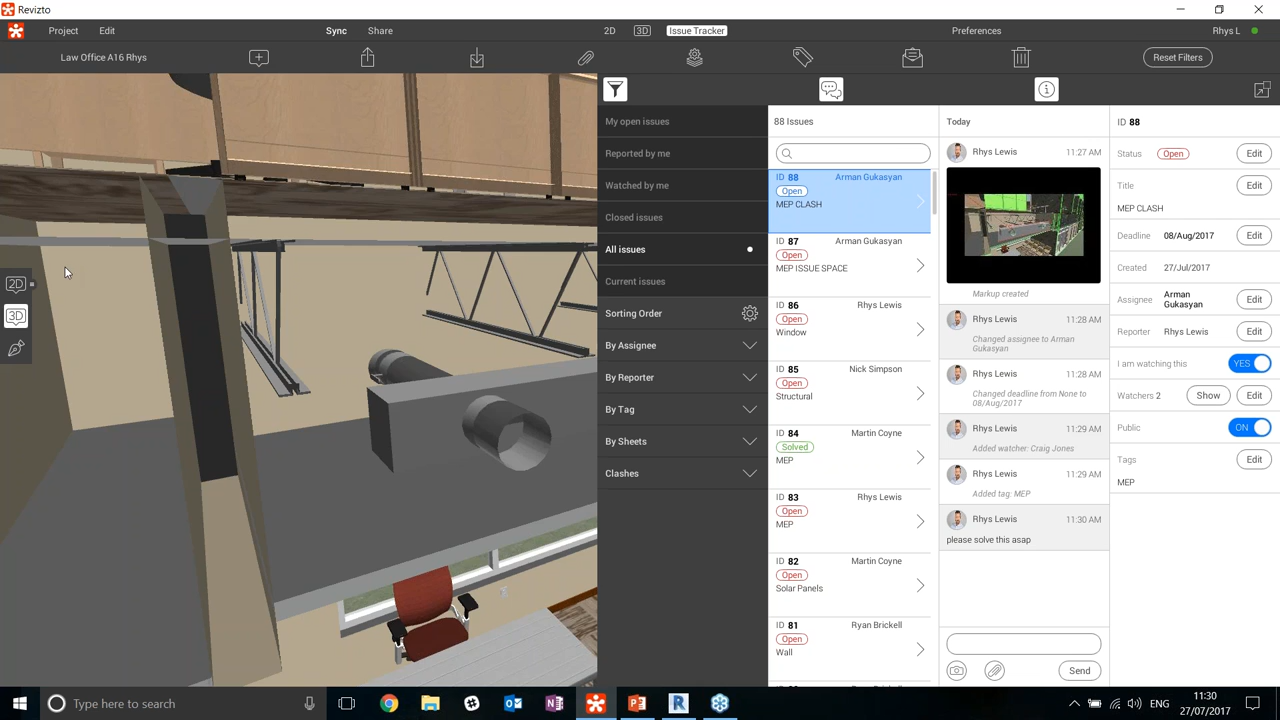 Revizto
Project Edit Sync Share 2D 3D Issue Tracker Preferences Rhys L
Law Office A16 Rhys Reset Filters
My open issues
Reported by me
Watched by me
Closed issues
All issues
Current issues
Sorting Order
By Assignee
By Reporter
By Tag
By Sheets
Clashes
88 Issues
ID 88 Arman Gukasyan
Open
MEP CLASH
ID 87 Arman Gukasyan
Open
MEP ISSUE SPACE
ID 86 Rhys Lewis
Open
Window
ID 85 Nick Simpson
Open
Structural
ID 84 Martin Coyne
Solved
MEP
ID 83 Rhys Lewis
Open
MEP
ID 82 Martin Coyne
Open
Solar Panels
ID 81 Ryan Brickell
Open
Wall
Today
Rhys Lewis 11:27 AM
Markup created
Rhys Lewis 11:28 AM
Changed assignee to Arman
Gukasyan
Rhys Lewis 11:28 AM
Changed deadline from None to
08/Aug/2017
Rhys Lewis 11:29 AM
Added watcher: Craig Jones
Rhys Lewis 11:29 AM
Added tag: MEP
Rhys Lewis 11:30 AM
please solve this asap
Send
ID 88
Status Open Edit
Title Edit
MEP CLASH
Deadline 08/Aug/2017 Edit
Created 27/Jul/2017
Assignee Arman
Gukasyan Edit
Reporter Rhys Lewis Edit
I am watching this YES
Watchers 2 Show Edit
Public ON
Tags Edit
MEP
2D
3D
Type here to search
ENG
11:30
27/07/2017